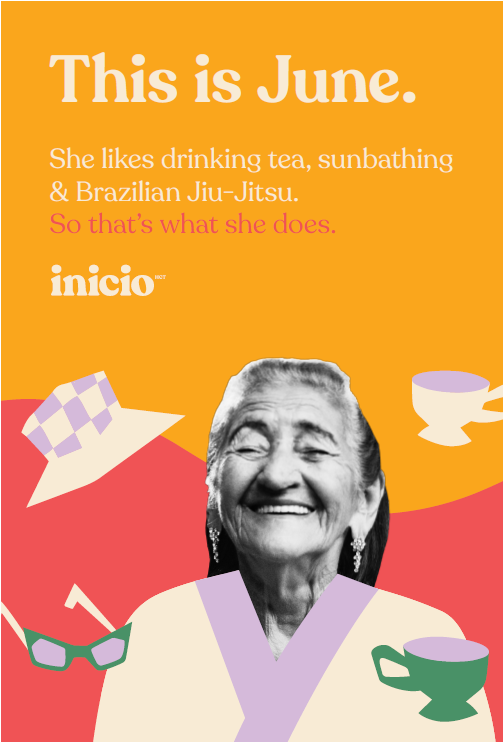 This is June.
She likes drinking tea, sunbathing
& Brazilian Jiu-Jitsu.
So that's what she does.
inicio